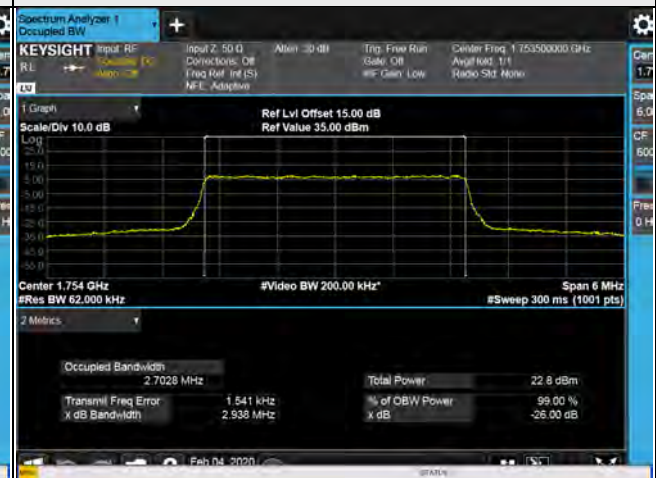 Spectrum Analyzer 1
Occupied BW
+
KEYSIGHT Input: RF Input Z: 50 Ω Atten: 30 dB Trig: Free Run Center Freq: 1.753500000 GHz
RL Corrections: Off Gate: Off Avg|Hold: 1/1
Freq Ref: Int (S) #IF Gain: Low Radio Std: None
NFE: Adaptive
1 Graph
Ref Lvl Offset 15.00 dB
Scale/Div 10.0 dB Ref Value 35.00 dBm
Log
25.0
15.0
5.00
-5.00
-15.0
-25.0
-35.0
-45.0
-55.0
Center 1.754 GHz #Video BW 200.00 kHz* Span 6 MHz
#Res BW 62.000 kHz #Sweep 300 ms (1001 pts)
2 Metrics
Occupied Bandwidth
2.7028 MHz Total Power 22.8 dBm
Transmit Freq Error 1.541 kHz % of OBW Power 99.00 %
x dB Bandwidth 2.938 MHz x dB -26.00 dB
Feb 04, 2020
STATUS